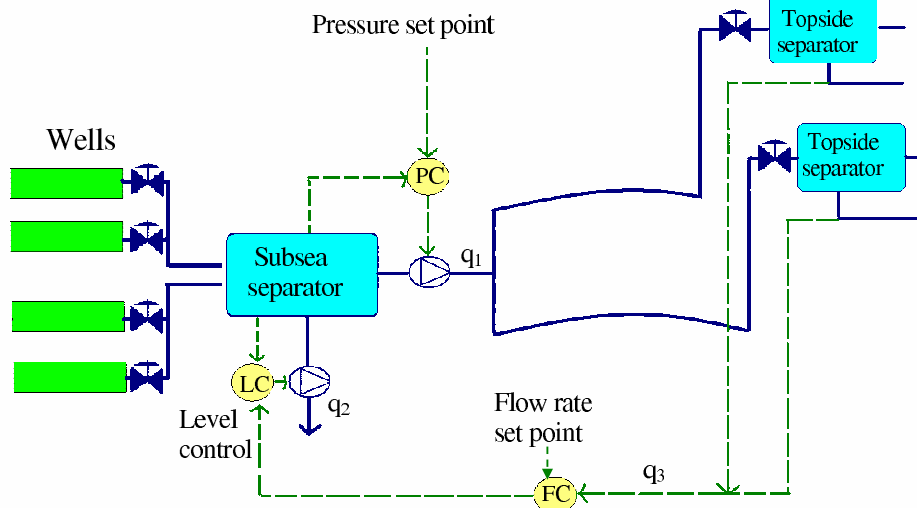 Pressure set point
Topside
separator
Wells
Topside
separator
PC
Subsea
separator
q1
LC
q2
Level
control
Flow rate
set point
q3
FC